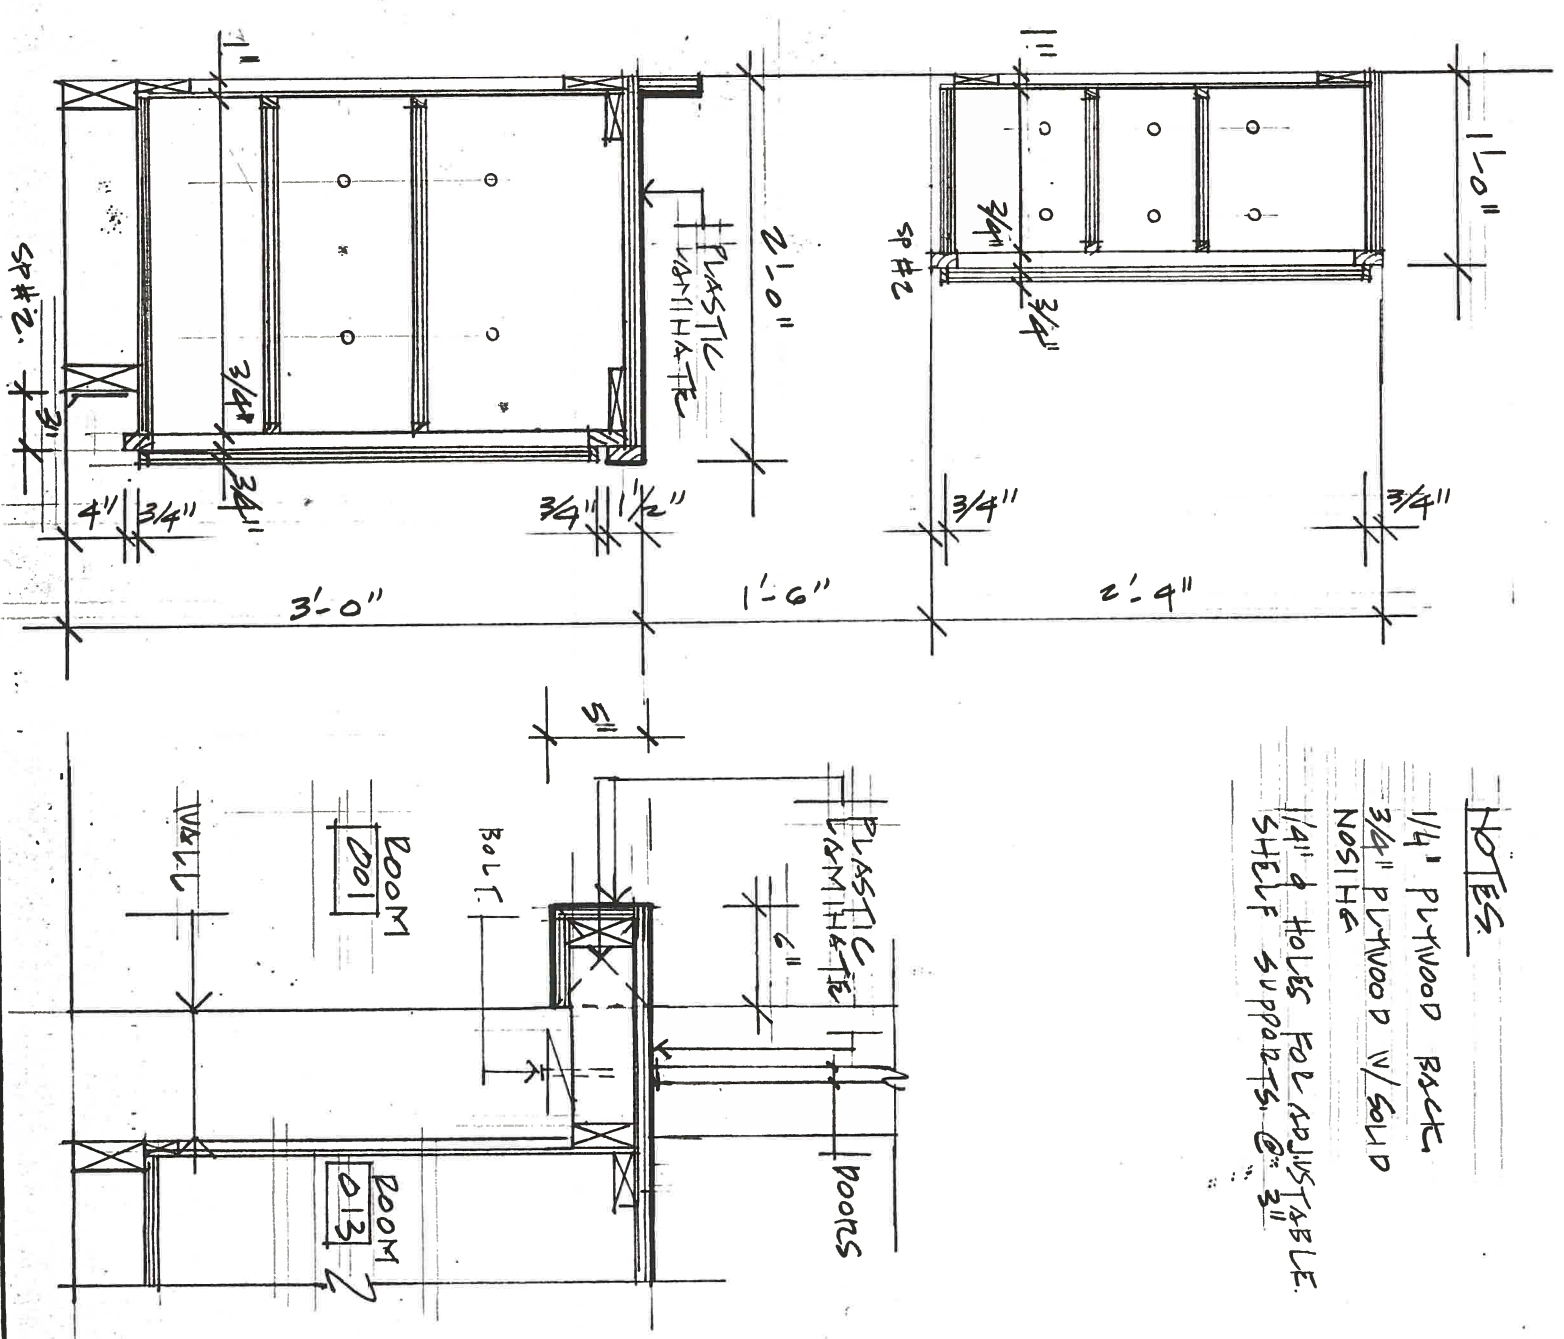 NOTES
1/4" PLYWOOD BACK
3/4" PLYWOOD W/SOLID
NOSING
1/4" ϕ HOLES FOR ADJUSTABLE
SHELF SUPPORTS @ 3"
1'-0"
1"
3/4"
3/4"
SP #2
3/4"
3/4"
2'-4"
1'-6"
3'-0"
2'-0"
PLASTIC
LAMINATE
1"
3/4"
3/4"
1 1/2"
3/4"
3/4"
4"
3"
SP #2.
5"
PLASTIC
LAMINATE
6"
DOORS
BOLT.
ROOM
001
ROOM
013
WALL